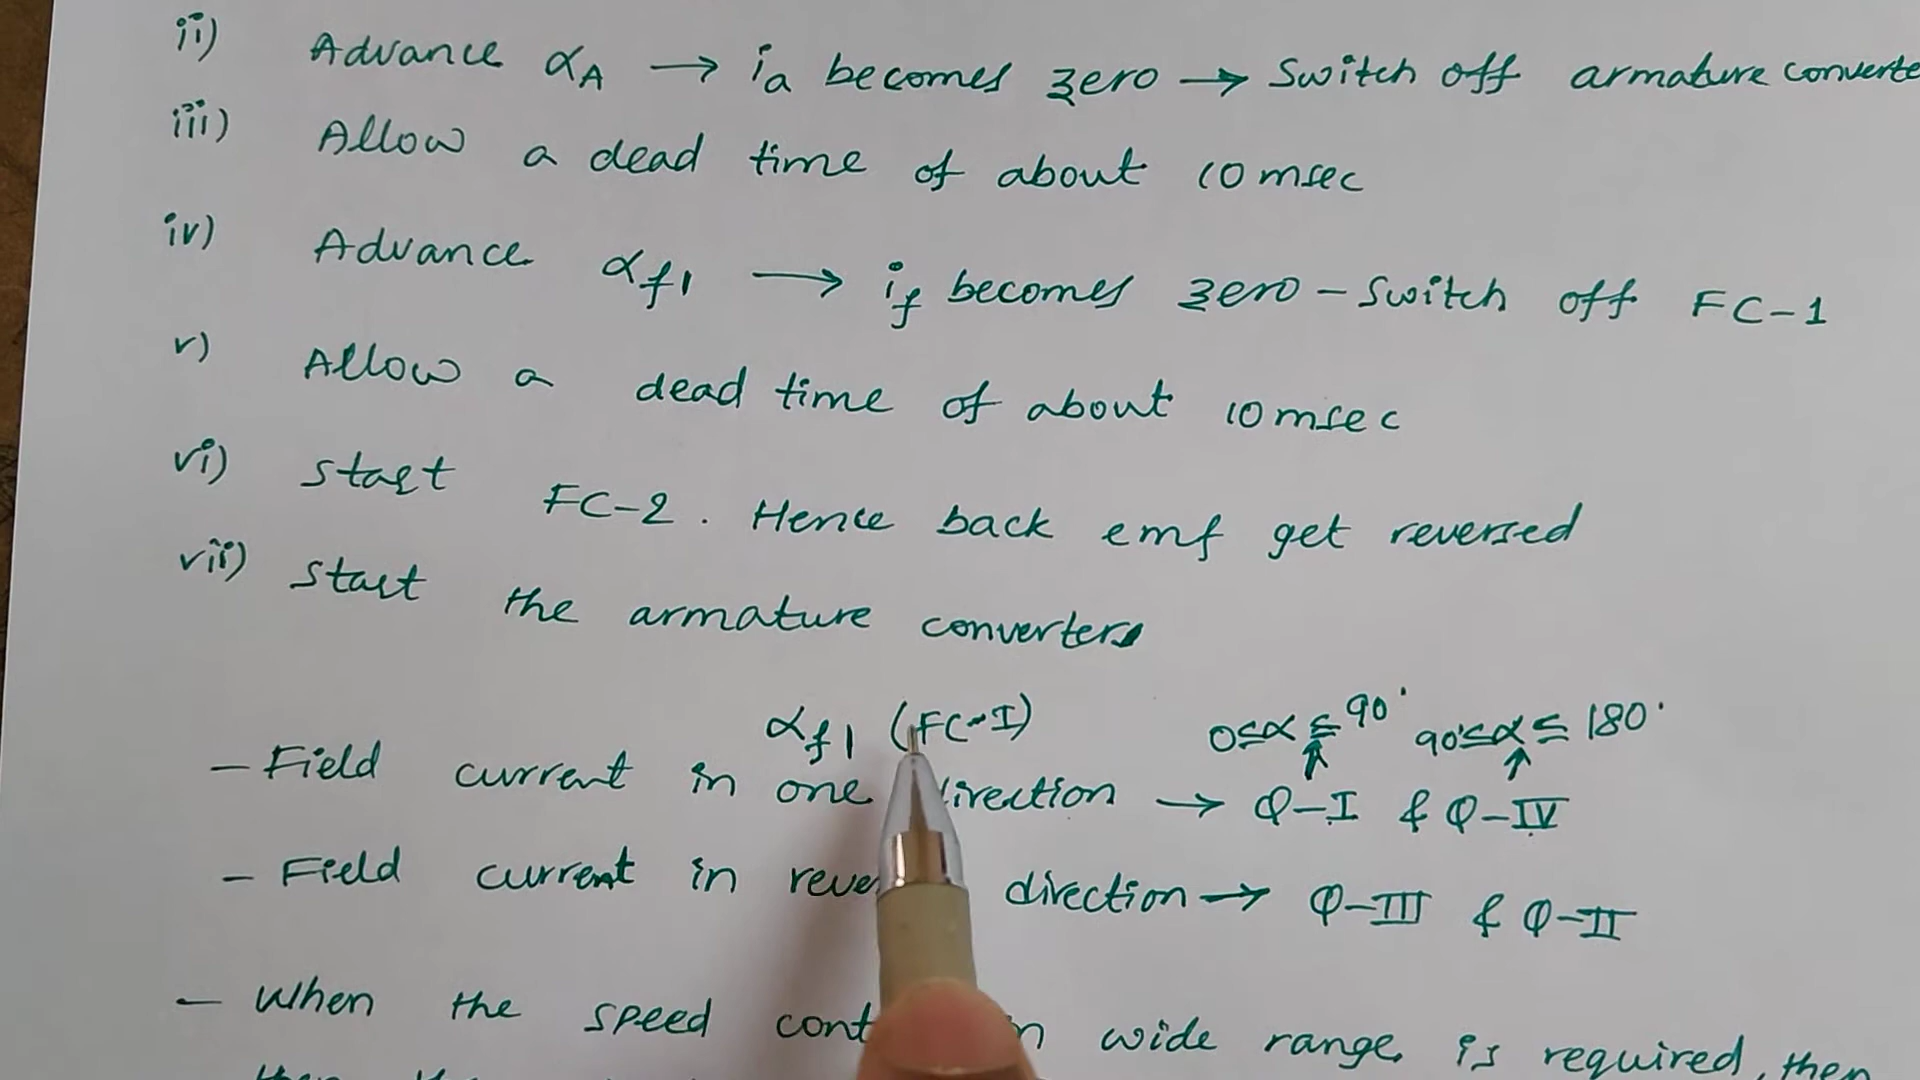 ii) Advance αA → ia becomes zero → Switch off armature converte
iii) Allow a dead time of about 10 msec
iv) Advance αf1 → if becomes zero - Switch off FC-1
v) Allow a dead time of about 10 msec
vi) Start FC-2. Hence back emf get reversed
vii) Start the armature converters
αf1 (FC-I) 0≤α≤90° 90°≤α≤180°
- Field current in one direction → Q-I & Q-IV
- Field current in reve direction → Q-III & Q-II
- When the speed cont in wide range is required, then